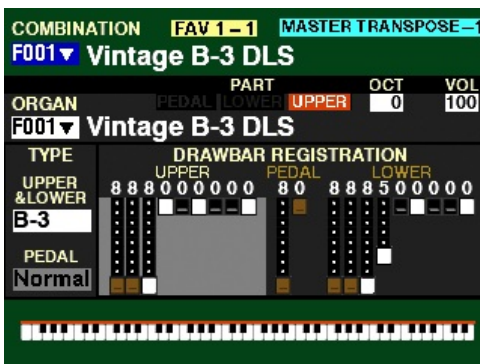 COMBINATION FAV 1-1 MASTER TRANSPOSE-1
F001▼ Vintage B-3 DLS
PART OCT VOL
ORGAN PEDAL LOWER UPPER 0 100
F001▼ Vintage B-3 DLS
TYPE DRAWBAR REGISTRATION
UPPER PEDAL LOWER
UPPER &LOWER 888000000 80 888500000
B-3
PEDAL
Normal